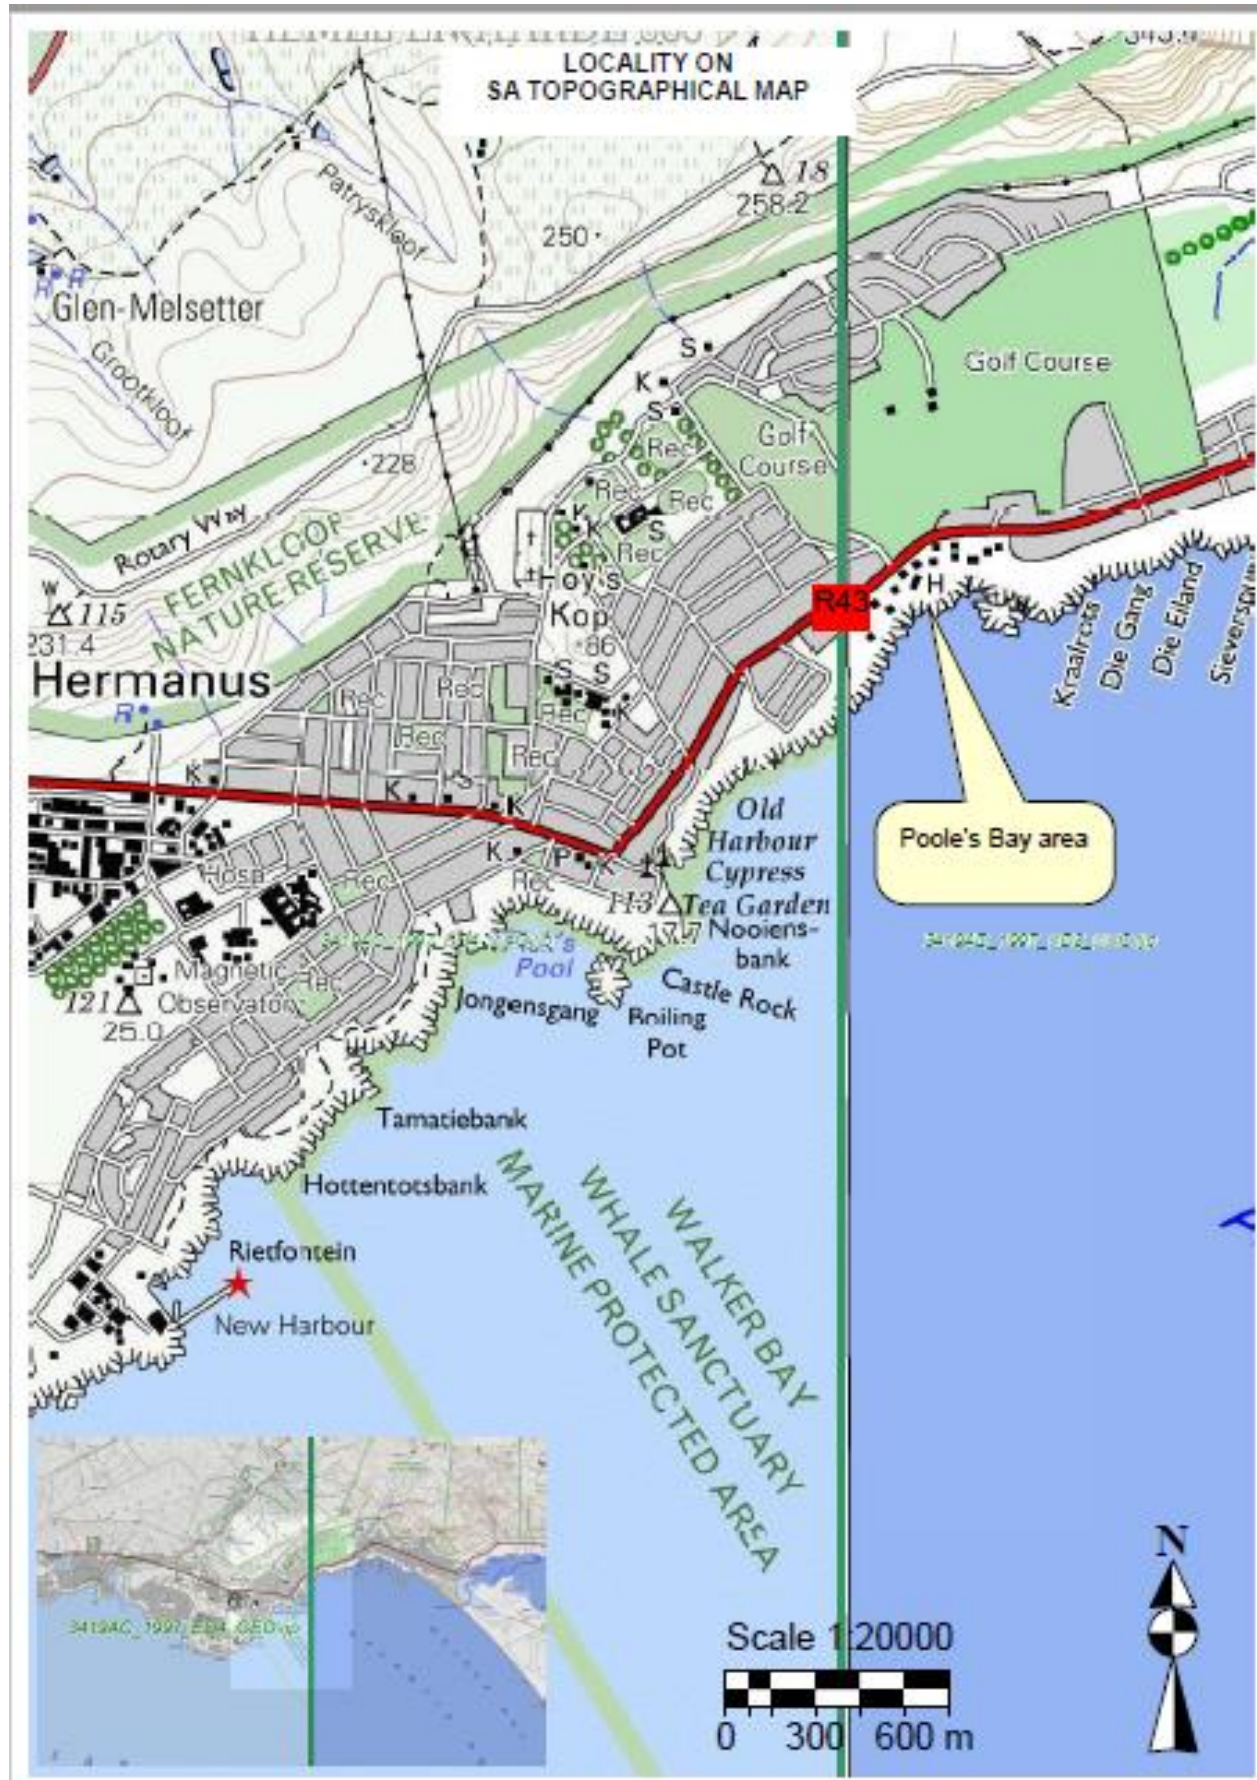 LOCALITY ON
SA TOPOGRAPHICAL MAP
18
258.2
250
Patryskloof
Glen-Melsetter
Grootkloof
S
K
S
Golf Course
Golf
Course
Rec
Rec
Rec
228
K
K
S
Rec
Rotary Way
FERNKLOOF
NATURE RESERVE
Hoy's
Kop
86
W
115
231.4
R43
H
Kraalrots
Die Gang
Die Eiland
Hermanus
R
S
S
Rec
Rec
Rec
Rec
Rec
K
K
K
K
P
K
Old
Harbour
Cypress
Tea Garden
Poole's Bay area
Hosp
Rec
Rec
113
17.7
Nooiens-
bank
Pool
Castle Rock
Magnetic
Observatory
Rec
121
25.0
Jongensgang
Boiling
Pot
Tamatiebank
Hottentotsbank
Rietfontein
New Harbour
WALKER BAY
WHALE SANCTUARY
MARINE PROTECTED AREA
N
Scale 1:20000
0 300 600 m